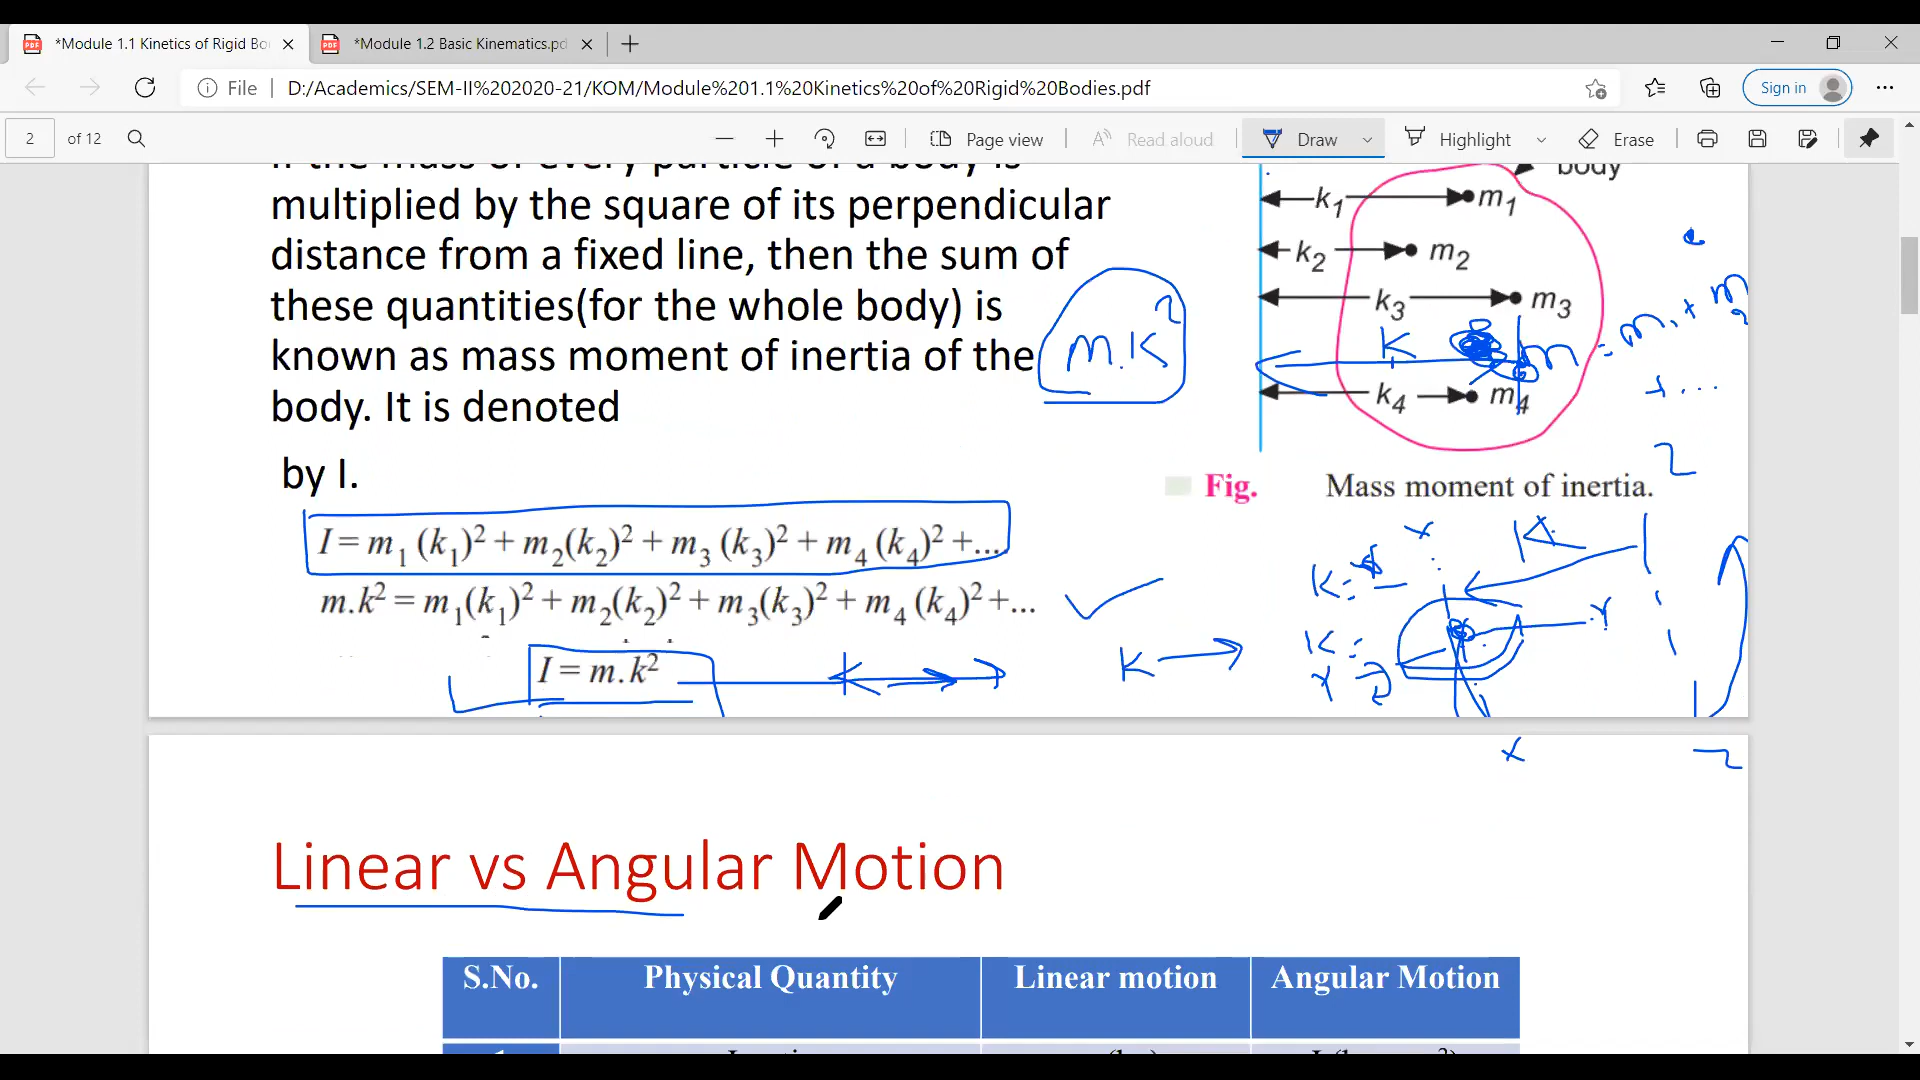 *Module 1.1 Kinetics of Rigid Bo
*Module 1.2 Basic Kinematics.pd
File
D:/Academics/SEM-II%202020-21/KOM/Module%201.1%20Kinetics%20of%20Rigid%20Bodies.pdf
Sign in
2 of 12
Page view
Read aloud
Draw
Highlight
Erase
multiplied by the square of its perpendicular
distance from a fixed line, then the sum of
these quantities(for the whole body) is
known as mass moment of inertia of the
body. It is denoted
by I.
m.k²
I = m₁ (k₁)² + m₂(k₂)² + m₃ (k₃)² + m₄ (k₄)² +....
m.k² = m₁(k₁)² + m₂(k₂)² + m₃(k₃)² + m₄ (k₄)² +...
I = m.k²
body
k₁ m₁
k₂ m₂
k₃ m₃
K m = m₁ + m₂
+ ...
k₄ m₄
Fig. Mass moment of inertia.
K
Linear vs Angular Motion
S.No. Physical Quantity Linear motion Angular Motion